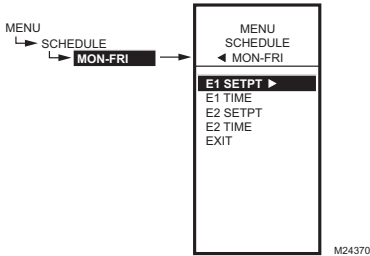 MENU
SCHEDULE
MON-FRI
MENU
SCHEDULE
◄ MON-FRI
E1 SETPT ►
E1 TIME
E2 SETPT
E2 TIME
EXIT
M24370